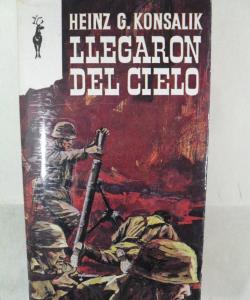 HEINZ G. KONSALIK
LLEGARON
DEL CIELO